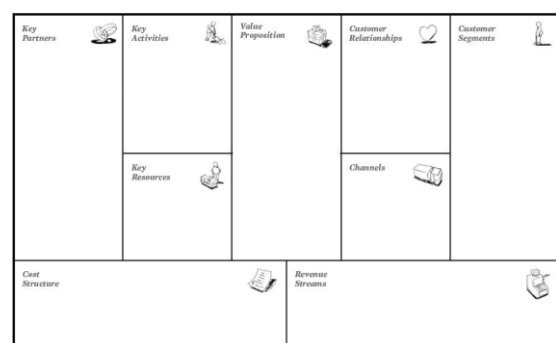 Key
Partners
Key
Activities
Value
Proposition
Customer
Relationships
Customer
Segments
Key
Resources
Channels
Cost
Structure
Revenue
Streams